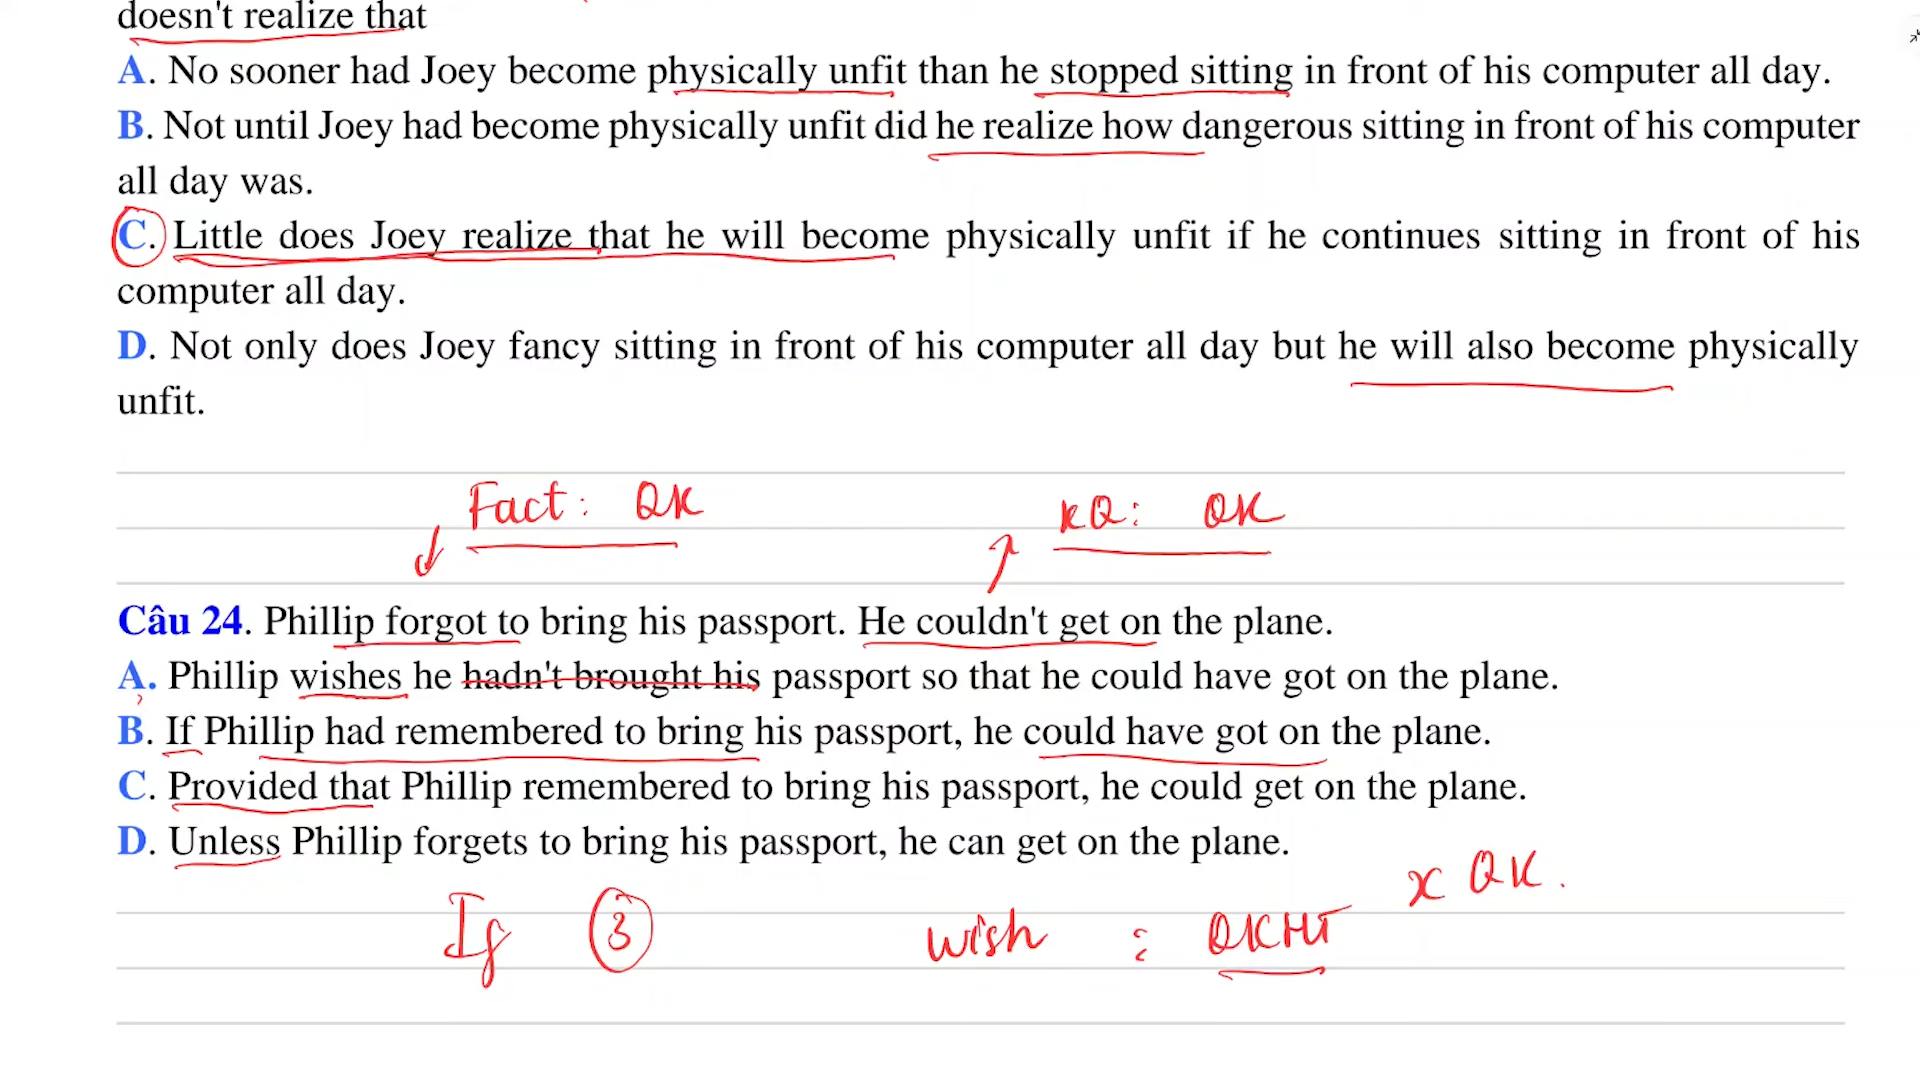 doesn't realize that
A. No sooner had Joey become physically unfit than he stopped sitting in front of his computer all day.
B. Not until Joey had become physically unfit did he realize how dangerous sitting in front of his computer
all day was.
C. Little does Joey realize that he will become physically unfit if he continues sitting in front of his
computer all day.
D. Not only does Joey fancy sitting in front of his computer all day but he will also become physically
unfit.
Fact: QK KQ: QK
Câu 24. Phillip forgot to bring his passport. He couldn't get on the plane.
A. Phillip wishes he hadn't brought his passport so that he could have got on the plane.
B. If Phillip had remembered to bring his passport, he could have got on the plane.
C. Provided that Phillip remembered to bring his passport, he could get on the plane.
D. Unless Phillip forgets to bring his passport, he can get on the plane.
x QK.
If 3 wish : QKHT